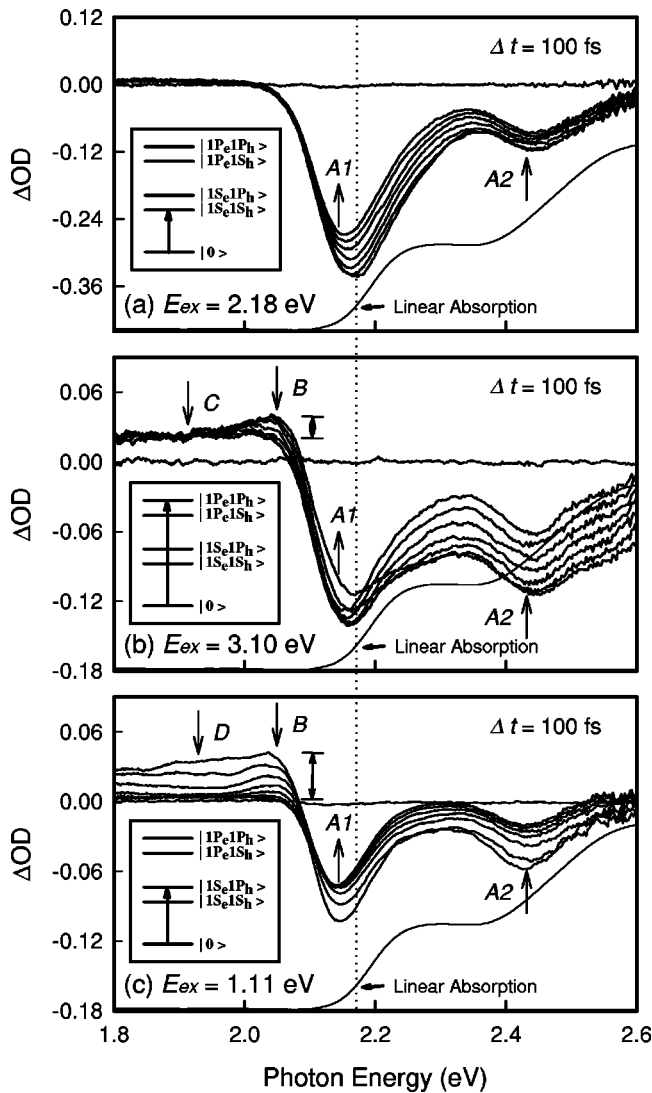 0.12
0.00
-0.12
-0.24
-0.36
ΔOD
Δ t = 100 fs
|1Pe1Ph>
|1Pe1Sh>
|1Se1Ph>
|1Se1Sh>
|0>
A1
A2
(a) Eex = 2.18 eV
Linear Absorption
0.06
0.00
-0.06
-0.12
-0.18
ΔOD
Δ t = 100 fs
C
B
|1Pe1Ph>
|1Pe1Sh>
|1Se1Ph>
|1Se1Sh>
|0>
A1
A2
(b) Eex = 3.10 eV
Linear Absorption
0.06
0.00
-0.06
-0.12
-0.18
ΔOD
Δ t = 100 fs
D
B
|1Pe1Ph>
|1Pe1Sh>
|1Se1Ph>
|1Se1Sh>
|0>
A1
A2
(c) Eex = 1.11 eV
Linear Absorption
1.8 2.0 2.2 2.4 2.6
Photon Energy (eV)